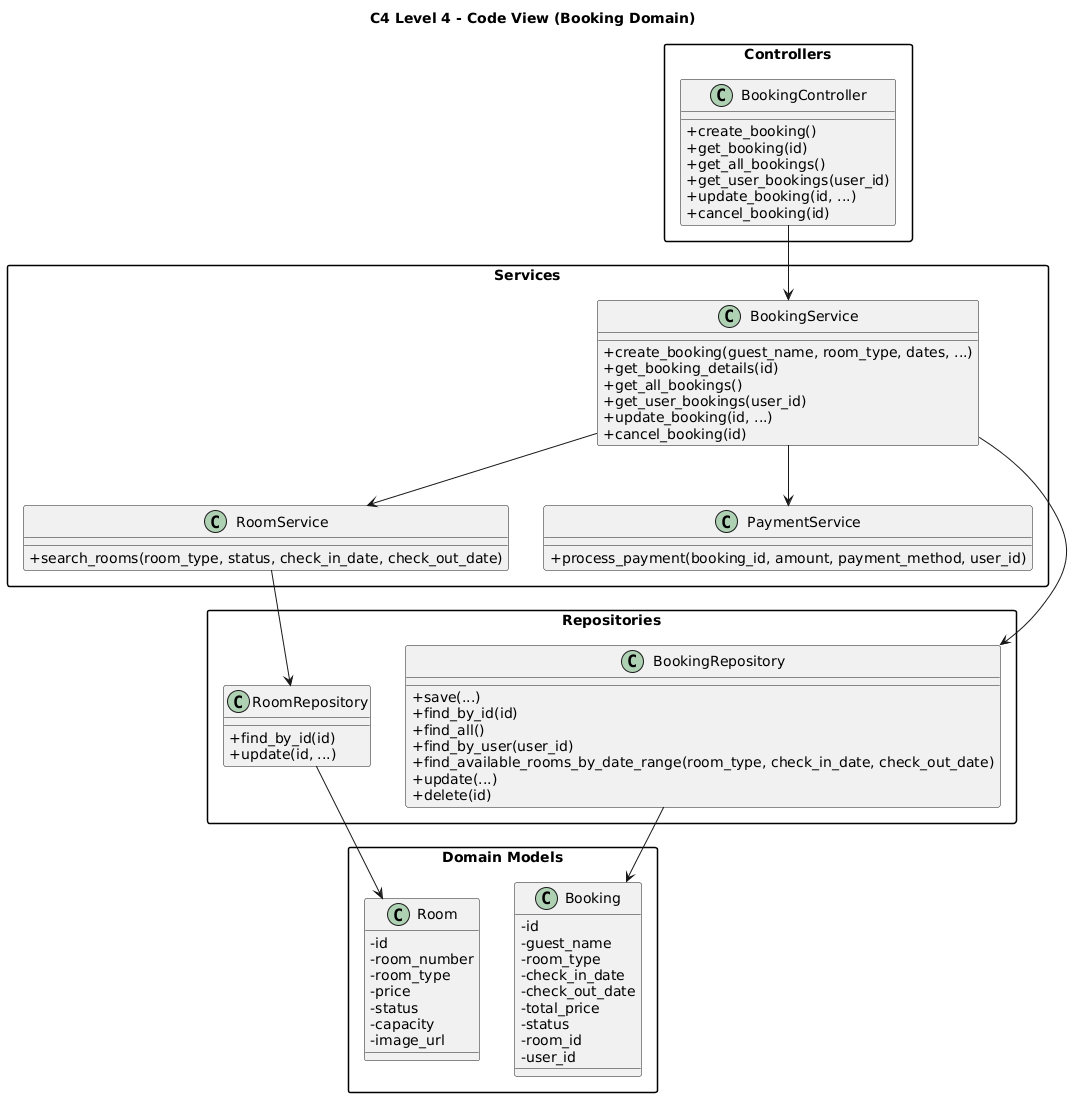 C4 Level 4 - Code View (Booking Domain)
Controllers
C BookingController
+create_booking()
+get_booking(id)
+get_all_bookings()
+get_user_bookings(user_id)
+update_booking(id, ...)
+cancel_booking(id)
Services
C BookingService
+create_booking(guest_name, room_type, dates, ...)
+get_booking_details(id)
+get_all_bookings()
+get_user_bookings(user_id)
+update_booking(id, ...)
+cancel_booking(id)
C RoomService
+search_rooms(room_type, status, check_in_date, check_out_date)
C PaymentService
+process_payment(booking_id, amount, payment_method, user_id)
Repositories
C RoomRepository
+find_by_id(id)
+update(id, ...)
C BookingRepository
+save(...)
+find_by_id(id)
+find_all()
+find_by_user(user_id)
+find_available_rooms_by_date_range(room_type, check_in_date, check_out_date)
+update(...)
+delete(id)
Domain Models
C Room
-id
-room_number
-room_type
-price
-status
-capacity
-image_url
C Booking
-id
-guest_name
-room_type
-check_in_date
-check_out_date
-total_price
-status
-room_id
-user_id